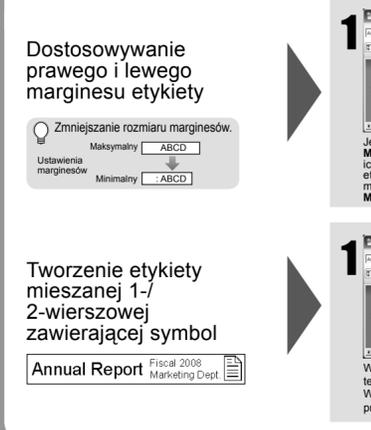 Dostosowywanie
prawego i lewego
marginesu etykiety
Zmniejszanie rozmiaru marginesów.
Maksymalny ABCD
Ustawienia
marginesów
Minimalny : ABCD
1
Tworzenie etykiety
mieszanej 1-/
2-wierszowej
zawierającej symbol
Annual Report Fiscal 2008
Marketing Dept.
1